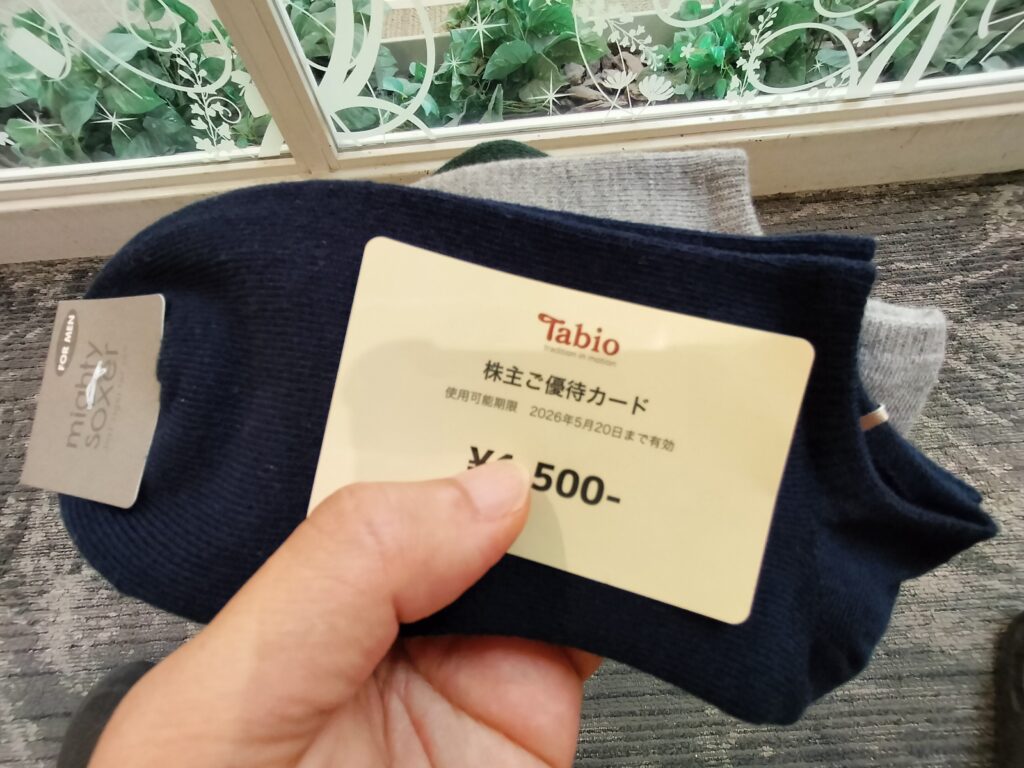 FOR MEN
mighty
soxer
Tabio
tradition in motion
株主ご優待カード
使用可能期限 2026年5月20日まで有効
500-